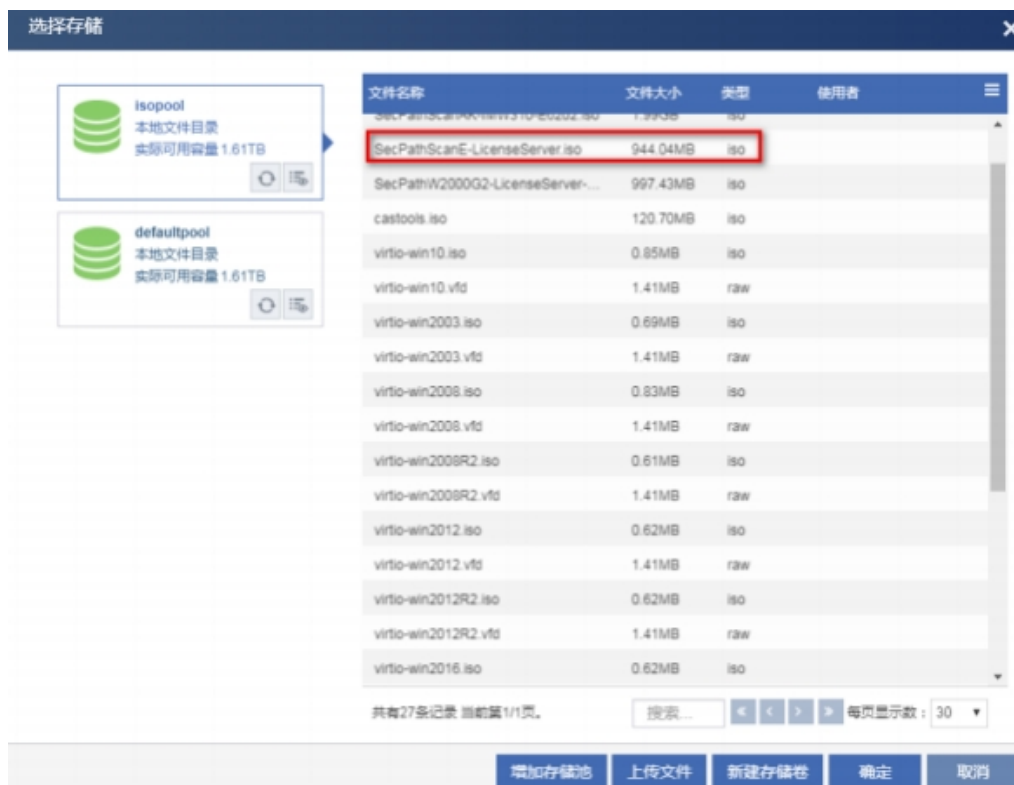 选择存储
isopool
本地文件目录
实际可用容量 1.61TB
defaultpool
本地文件目录
实际可用容量 1.61TB
文件名称 文件大小 类型 使用者
1.99GB iso
SecPathScanE-LicenseServer.iso 944.04MB iso
SecPathW2000G2-LicenseServer-... 997.43MB iso
castools.iso 120.70MB iso
virtio-win10.iso 0.85MB iso
virtio-win10.vfd 1.41MB raw
virtio-win2003.iso 0.69MB iso
virtio-win2003.vfd 1.41MB raw
virtio-win2008.iso 0.83MB iso
virtio-win2008.vfd 1.41MB raw
virtio-win2008R2.iso 0.61MB iso
virtio-win2008R2.vfd 1.41MB raw
virtio-win2012.iso 0.62MB iso
virtio-win2012.vfd 1.41MB raw
virtio-win2012R2.iso 0.62MB iso
virtio-win2012R2.vfd 1.41MB raw
virtio-win2016.iso 0.62MB iso
共有27条记录 当前第1/1页。 搜索... « ‹ › » 每页显示数： 30
增加存储池 上传文件 新建存储卷 确定 取消